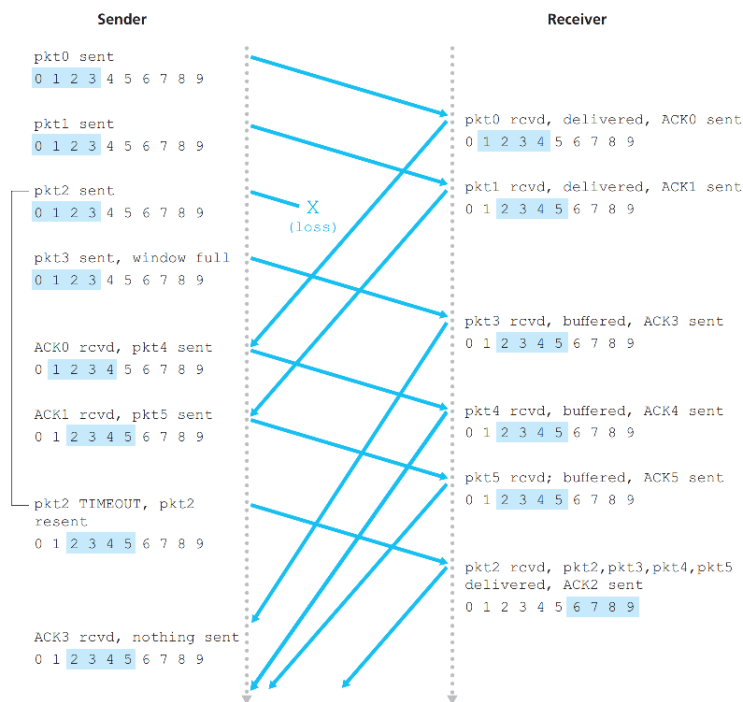 Sender
pkt0 sent
0 1 2 3 4 5 6 7 8 9
pkt1 sent
0 1 2 3 4 5 6 7 8 9
pkt2 sent
0 1 2 3 4 5 6 7 8 9
pkt3 sent, window full
0 1 2 3 4 5 6 7 8 9
ACK0 rcvd, pkt4 sent
0 1 2 3 4 5 6 7 8 9
ACK1 rcvd, pkt5 sent
0 1 2 3 4 5 6 7 8 9
pkt2 TIMEOUT, pkt2
resent
0 1 2 3 4 5 6 7 8 9
ACK3 rcvd, nothing sent
0 1 2 3 4 5 6 7 8 9
X
(loss)
Receiver
pkt0 rcvd, delivered, ACK0 sent
0 1 2 3 4 5 6 7 8 9
pkt1 rcvd, delivered, ACK1 sent
0 1 2 3 4 5 6 7 8 9
pkt3 rcvd, buffered, ACK3 sent
0 1 2 3 4 5 6 7 8 9
pkt4 rcvd, buffered, ACK4 sent
0 1 2 3 4 5 6 7 8 9
pkt5 rcvd; buffered, ACK5 sent
0 1 2 3 4 5 6 7 8 9
pkt2 rcvd, pkt2,pkt3,pkt4,pkt5
delivered, ACK2 sent
0 1 2 3 4 5 6 7 8 9